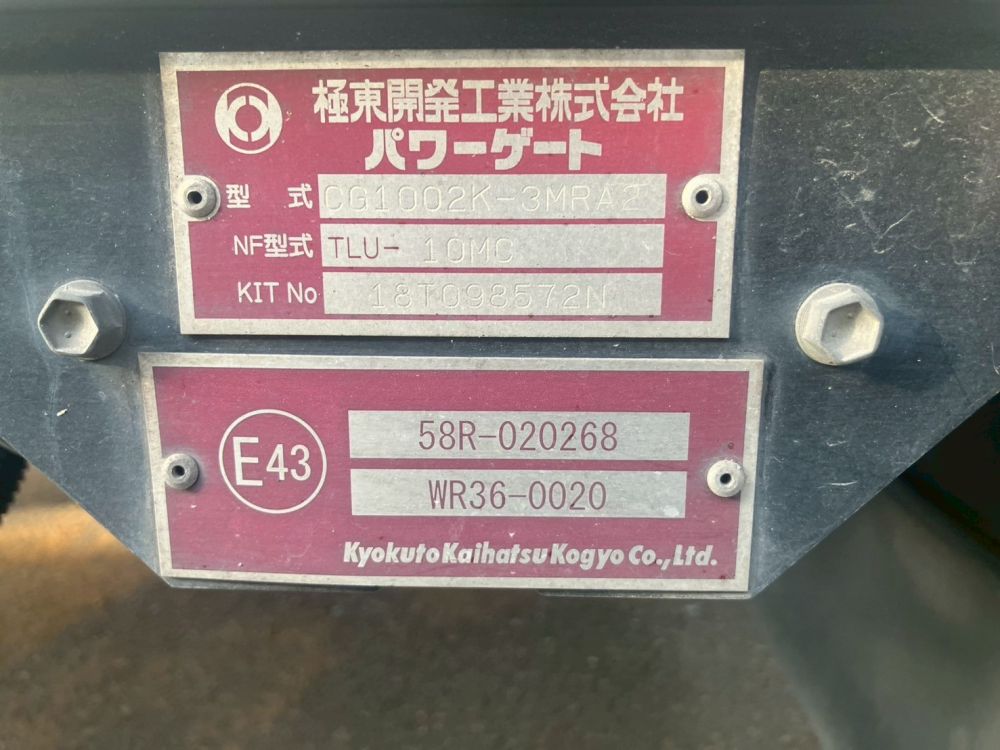 極東開発工業株式会社
パワーゲート
型 式 CG1002K-3MRA2
NF型式 TLU- 10MC
KIT No 18T098572N
E43
58R-020268
WR36-0020
Kyokuto Kaihatsu Kogyo Co., Ltd.